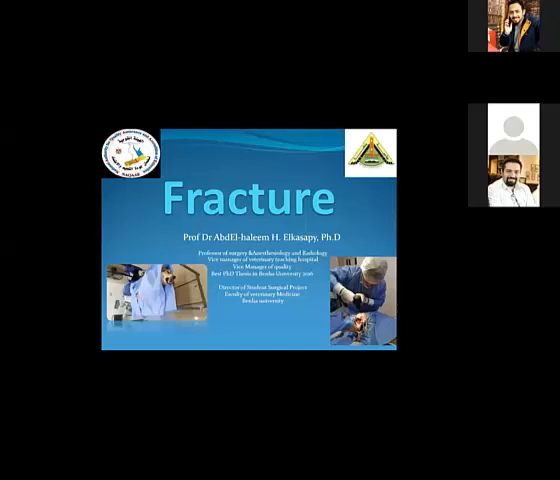 Fracture
Prof Dr AbdEl-haleem H. Elkasapy, Ph.D
Professor of surgery &Anesthesiology and Radiology
Vice manager of veterinary teaching hospital
Vice Manager of quality
Best PhD Thesis in Benha University 2016
Director of Student Surgical Project
Faculty of veterinary Medicine
Benha university
NAQAAE